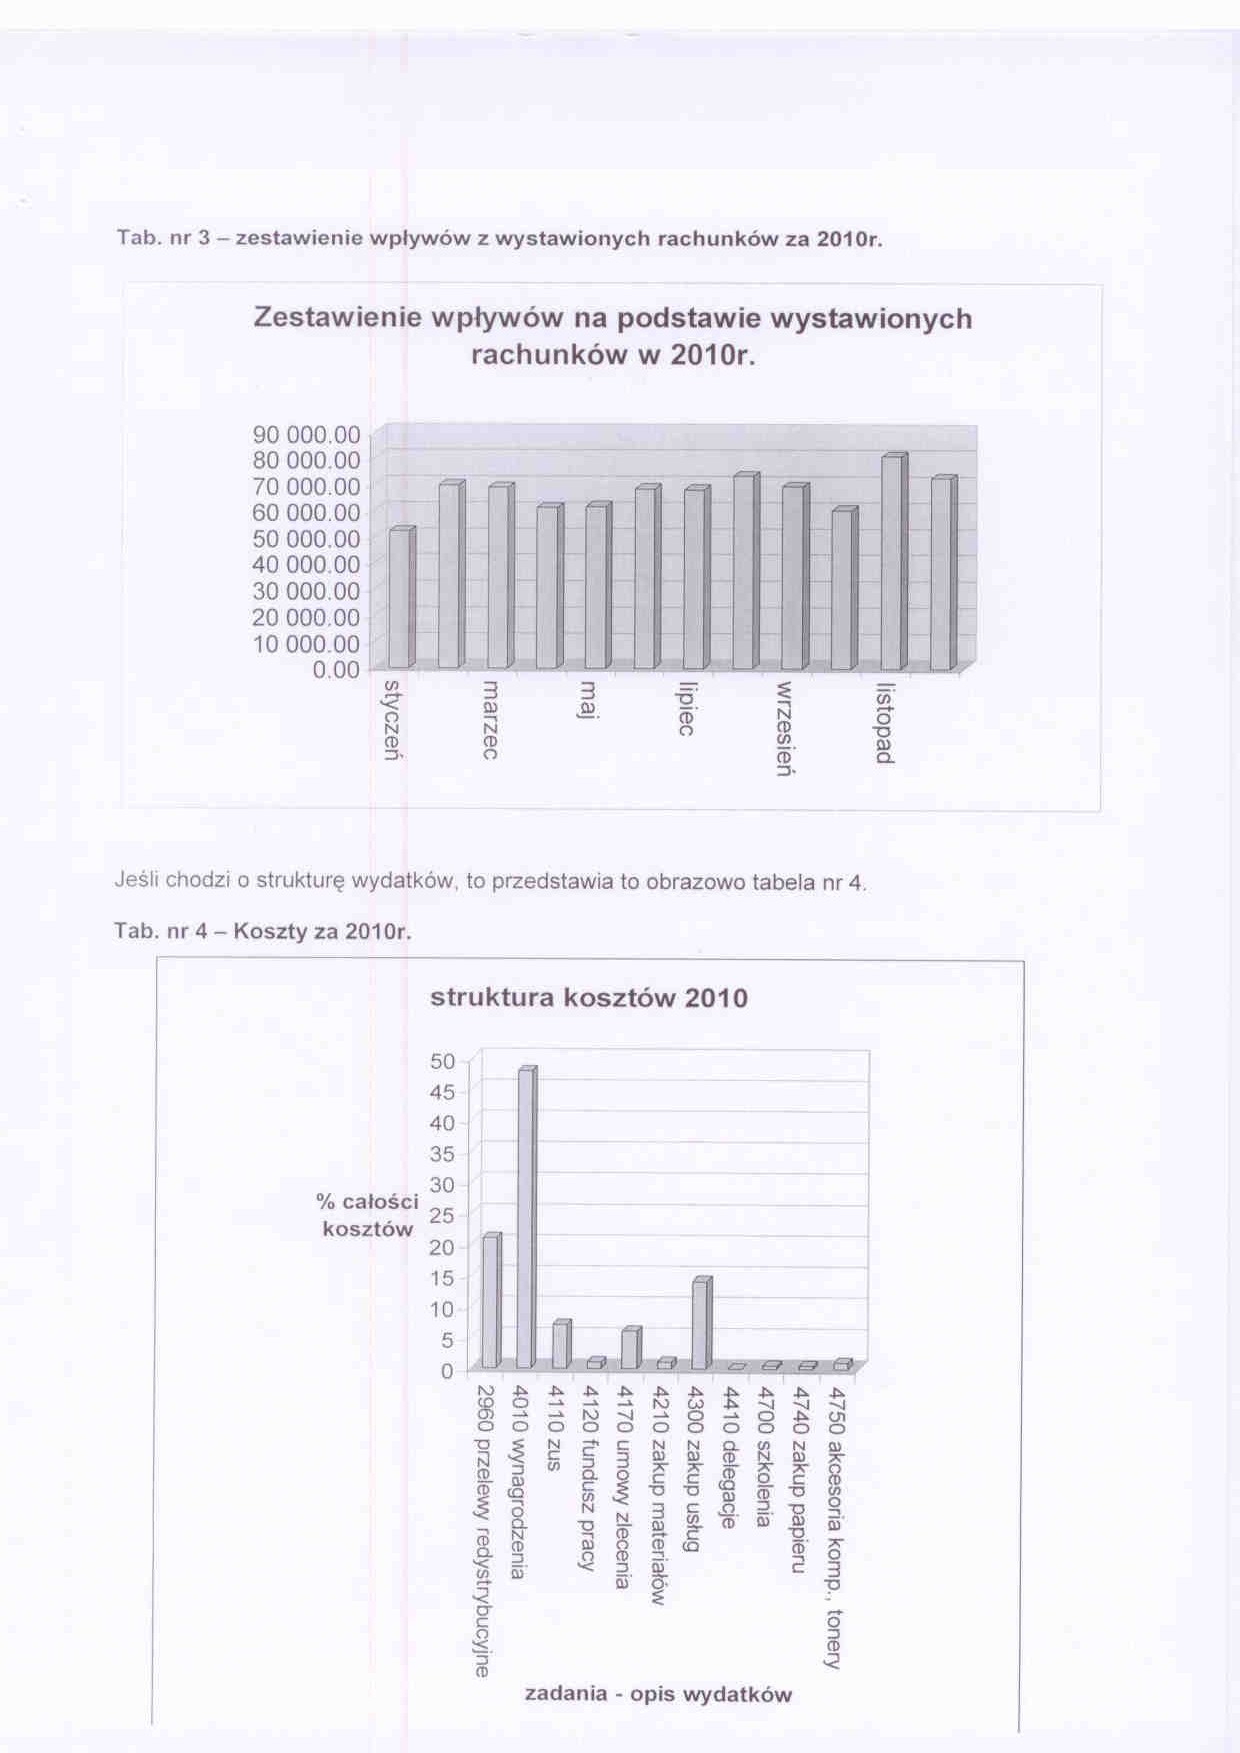 Tab. nr 3 – zestawienie wpływów z wystawionych rachunków za 2010r.
Zestawienie wpływów na podstawie wystawionych
rachunków w 2010r.
90 000.00
80 000.00
70 000.00
60 000.00
50 000.00
40 000.00
30 000.00
20 000.00
10 000.00
0.00
styczeń
marzec
maj
lipiec
wrzesień
listopad
Jeśli chodzi o strukturę wydatków, to przedstawia to obrazowo tabela nr 4.
Tab. nr 4 – Koszty za 2010r.
struktura kosztów 2010
% całości
kosztów
50
45
40
35
30
25
20
15
10
5
0
2960 przelewy redystrybucyjne
4010 wynagrodzenia
4110 zus
4120 fundusz pracy
4170 umowy zlecenia
4210 zakup materiałów
4300 zakup usług
4410 delegacje
4700 szkolenia
4740 zakup papieru
4750 akcesoria komp., tonery
zadania - opis wydatków